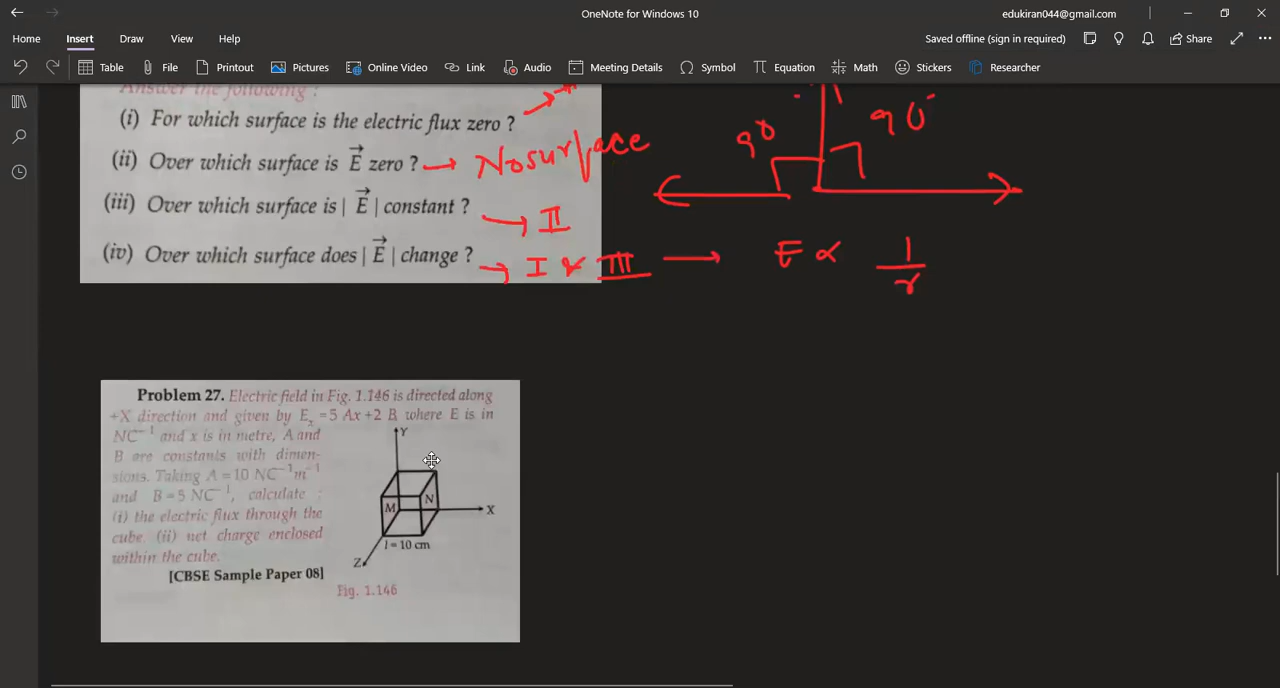 OneNote for Windows 10
edukiran044@gmail.com
Home Insert Draw View Help
Saved offline (sign in required) Share
Table File Printout Pictures Online Video Link Audio Meeting Details Symbol Equation Math Stickers Researcher
Answer the following :
(i) For which surface is the electric flux zero ?
(ii) Over which surface is E⃗ zero ? → No surface
(iii) Over which surface is | E⃗ | constant ? → II
(iv) Over which surface does | E⃗ | change ? → I & III → E ∝ 1/r
90° 90°
Problem 27. Electric field in Fig. 1.146 is directed along
+X direction and given by Eₓ = 5 Ax + 2 B, where E is in
NC⁻¹ and x is in metre, A and
B are constants with dimen-
sions. Taking A = 10 NC⁻¹m⁻¹
and B = 5 NC⁻¹, calculate :
(i) the electric flux through the
cube. (ii) net charge enclosed
within the cube.
[CBSE Sample Paper 08]
Y
M N
X
l = 10 cm
Z
Fig. 1.146